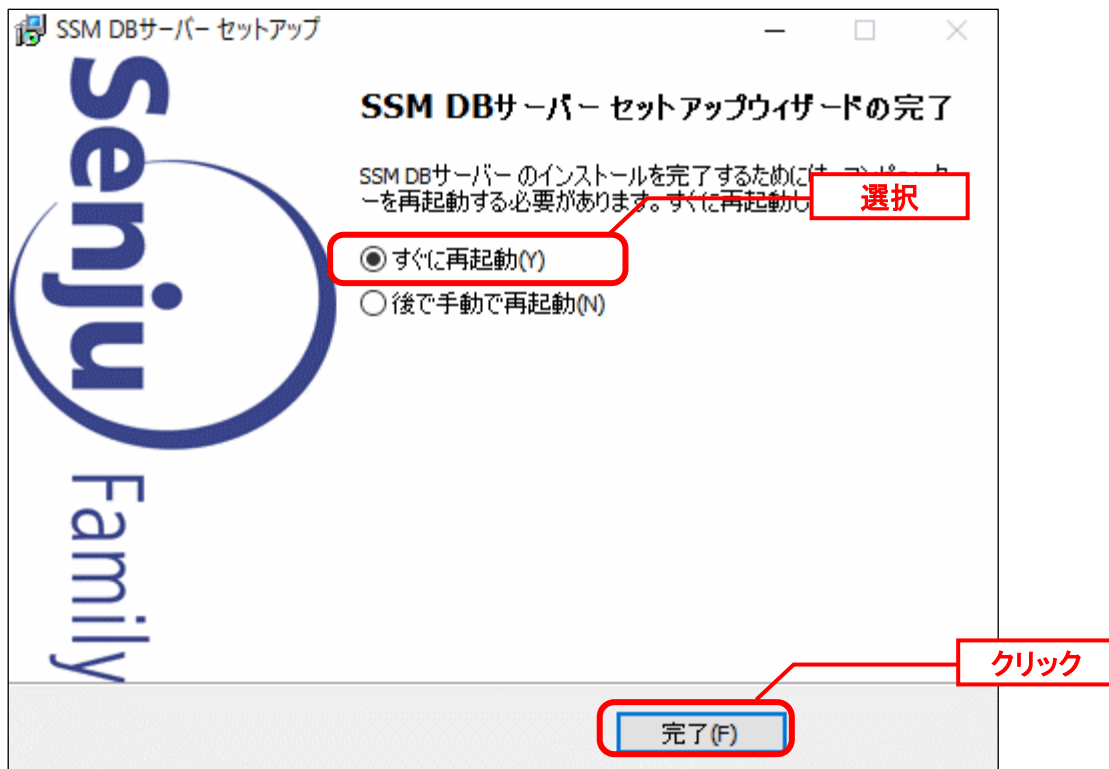 SSM DBサーバー セットアップ
Senju
Family
SSM DBサーバー セットアップウィザードの完了
SSM DBサーバー のインストールを完了するためには
ーを再起動する必要があります。すぐに再起動し
選択
すぐに再起動(Y)
後で手動で再起動(N)
クリック
完了(F)